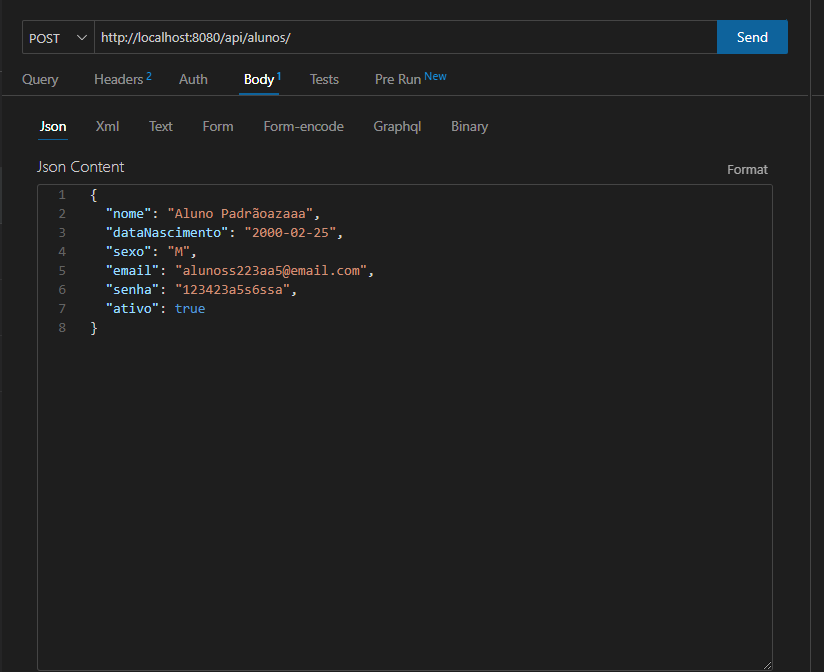 POST http://localhost:8080/api/alunos/ Send
Query Headers 2 Auth Body 1 Tests Pre Run New
Json Xml Text Form Form-encode Graphql Binary
Json Content Format
1 {
2 "nome": "Aluno Padrãoazaaa",
3 "dataNascimento": "2000-02-25",
4 "sexo": "M",
5 "email": "alunoss223aa5@email.com",
6 "senha": "123423a5s6ssa",
7 "ativo": true
8 }